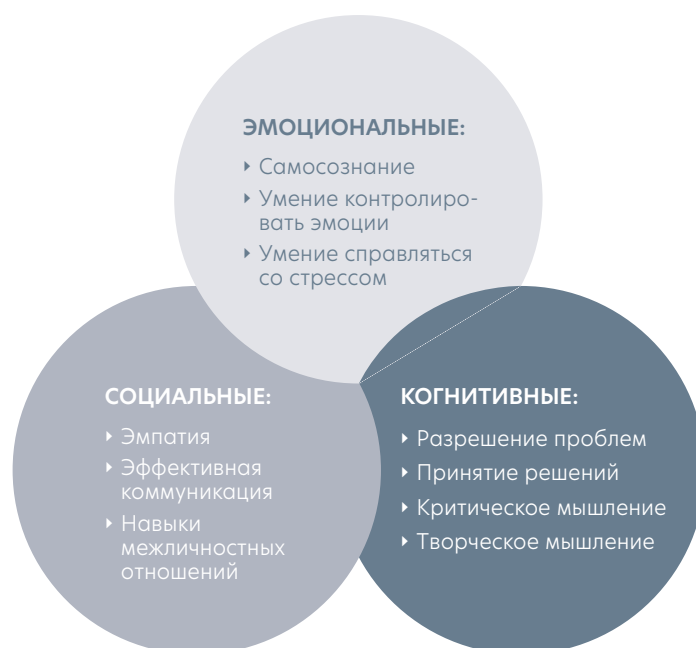 ЭМОЦИОНАЛЬНЫЕ:
‣ Самосознание
‣ Умение контролиро-
вать эмоции
‣ Умение справляться
со стрессом
СОЦИАЛЬНЫЕ:
‣ Эмпатия
‣ Эффективная
коммуникация
‣ Навыки
межличностных
отношений
КОГНИТИВНЫЕ:
‣ Разрешение проблем
‣ Принятие решений
‣ Критическое мышление
‣ Творческое мышление